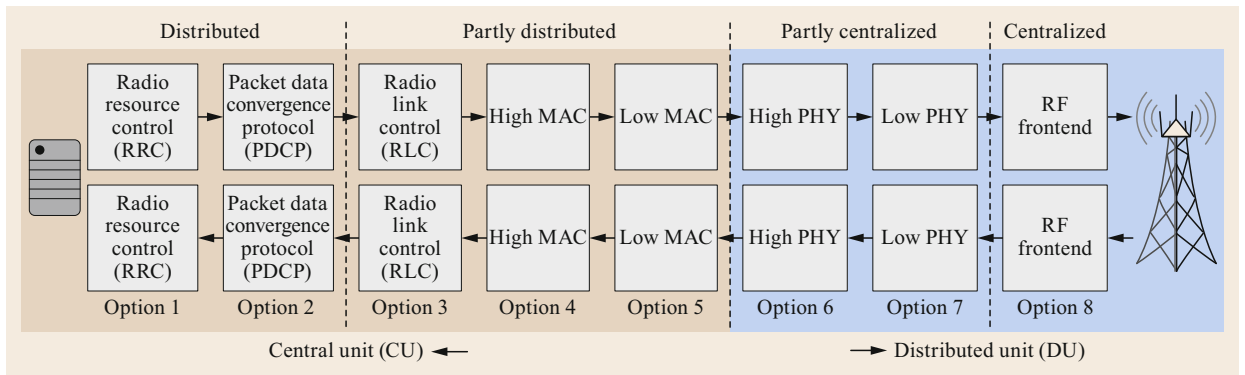 Distributed
Partly distributed
Partly centralized
Centralized
Radio
resource
control
(RRC)
Packet data
convergence
protocol
(PDCP)
Radio
link
control
(RLC)
High MAC
Low MAC
High PHY
Low PHY
RF
frontend
Radio
resource
control
(RRC)
Packet data
convergence
protocol
(PDCP)
Radio
link
control
(RLC)
High MAC
Low MAC
High PHY
Low PHY
RF
frontend
Option 1
Option 2
Option 3
Option 4
Option 5
Option 6
Option 7
Option 8
Central unit (CU)
Distributed unit (DU)